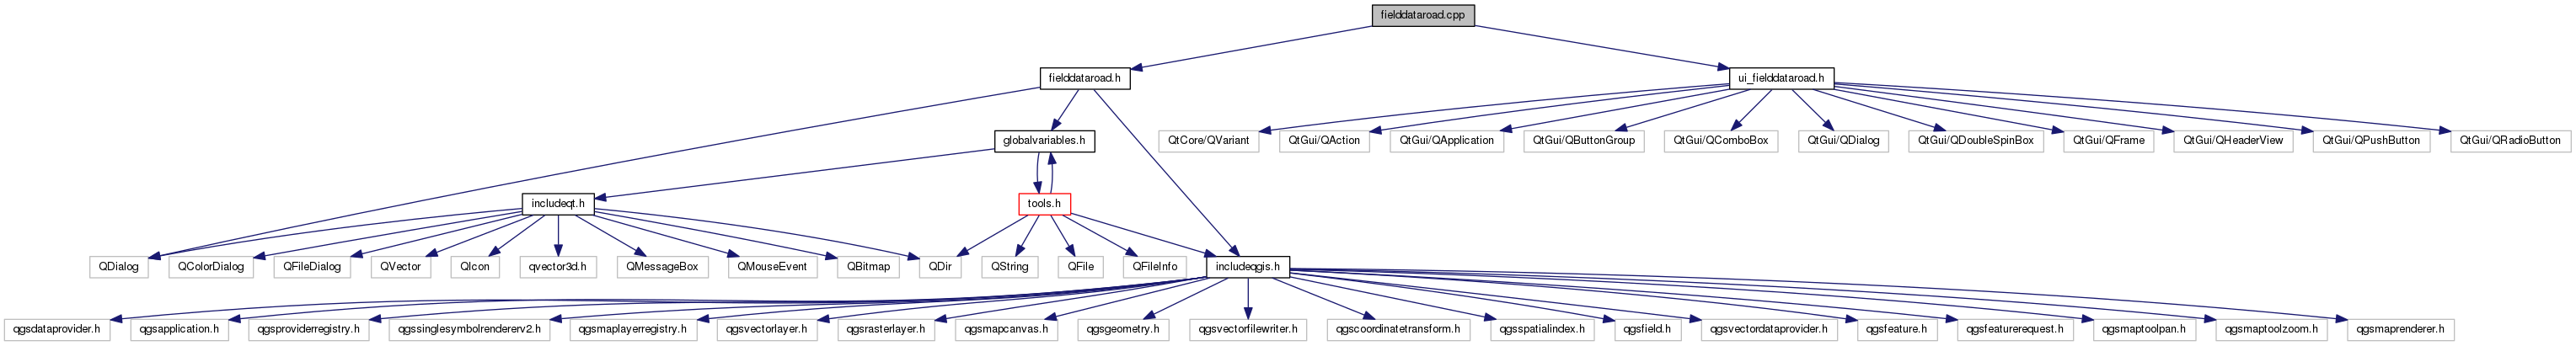 fielddataroad.cpp
fielddataroad.h
ui_fielddataroad.h
globalvariables.h
QtCore/QVariant
QtGui/QAction
QtGui/QApplication
QtGui/QButtonGroup
QtGui/QComboBox
QtGui/QDialog
QtGui/QDoubleSpinBox
QtGui/QFrame
QtGui/QHeaderView
QtGui/QPushButton
QtGui/QRadioButton
includeqt.h
tools.h
QDialog
QColorDialog
QFileDialog
QVector
QIcon
qvector3d.h
QMessageBox
QMouseEvent
QBitmap
QDir
QString
QFile
QFileInfo
includeqgis.h
qgsdataprovider.h
qgsapplication.h
qgsproviderregistry.h
qgssinglesymbolrendererv2.h
qgsmaplayerregistry.h
qgsvectorlayer.h
qgsrasterlayer.h
qgsmapcanvas.h
qgsgeometry.h
qgsvectorfilewriter.h
qgscoordinatetransform.h
qgsspatialindex.h
qgsfield.h
qgsvectordataprovider.h
qgsfeature.h
qgsfeaturerequest.h
qgsmaptoolpan.h
qgsmaptoolzoom.h
qgsmaprenderer.h